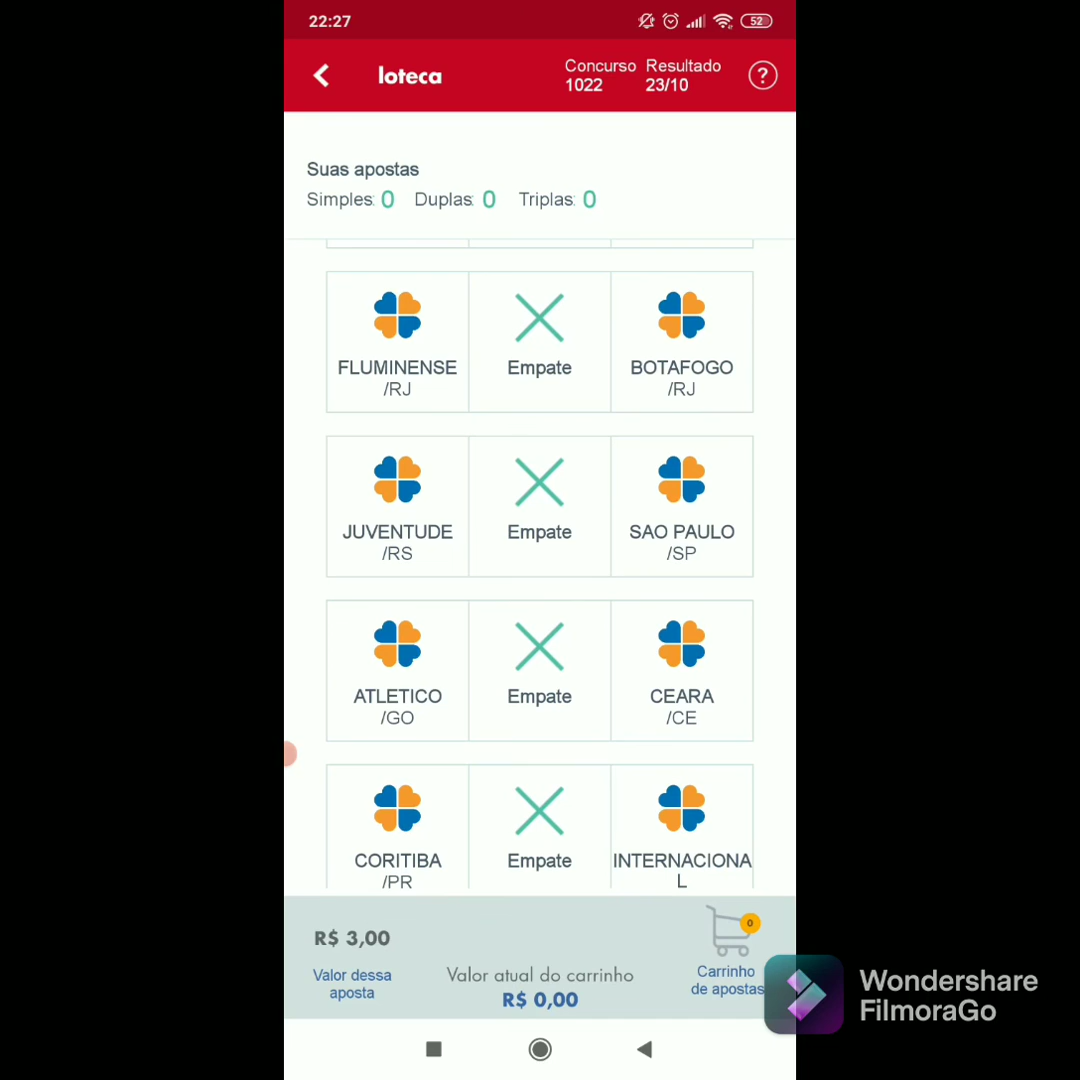 22:27
52
loteca
Concurso Resultado
1022 23/10
?
Suas apostas
Simples: 0 Duplas: 0 Triplas: 0
FLUMINENSE Empate BOTAFOGO
/RJ /RJ
JUVENTUDE Empate SAO PAULO
/RS /SP
ATLETICO Empate CEARA
/GO /CE
CORITIBA Empate INTERNACIONA
/PR L
R$ 3,00
0
Valor dessa
aposta
Valor atual do carrinho
R$ 0,00
Carrinho
de apostas
Wondershare
FilmoraGo